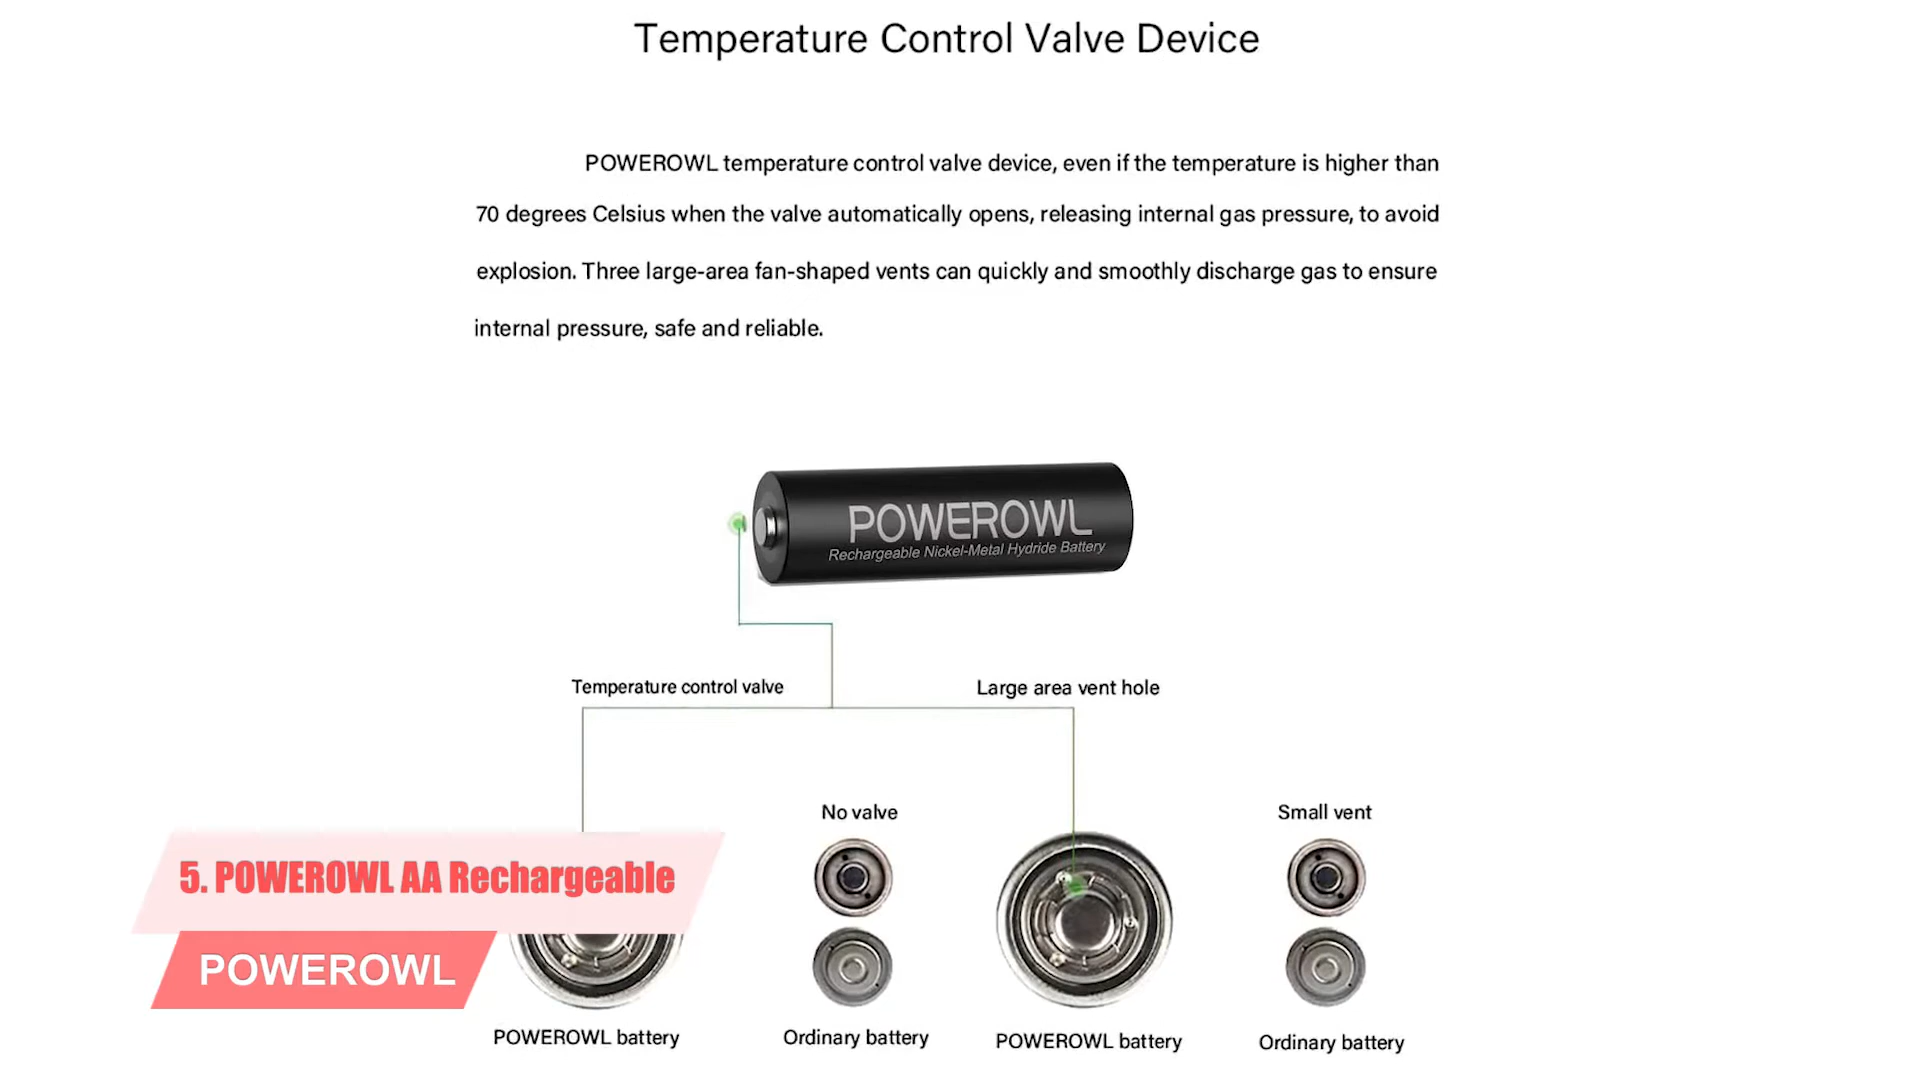 Temperature Control Valve Device
POWEROWL temperature control valve device, even if the temperature is higher than
70 degrees Celsius when the valve automatically opens, releasing internal gas pressure, to avoid
explosion. Three large-area fan-shaped vents can quickly and smoothly discharge gas to ensure
internal pressure, safe and reliable.
POWEROWL
Rechargeable Nickel-Metal Hydride Battery
Temperature control valve
Large area vent hole
No valve
Small vent
5. POWEROWL AA Rechargeable
POWEROWL
POWEROWL battery
Ordinary battery
POWEROWL battery
Ordinary battery